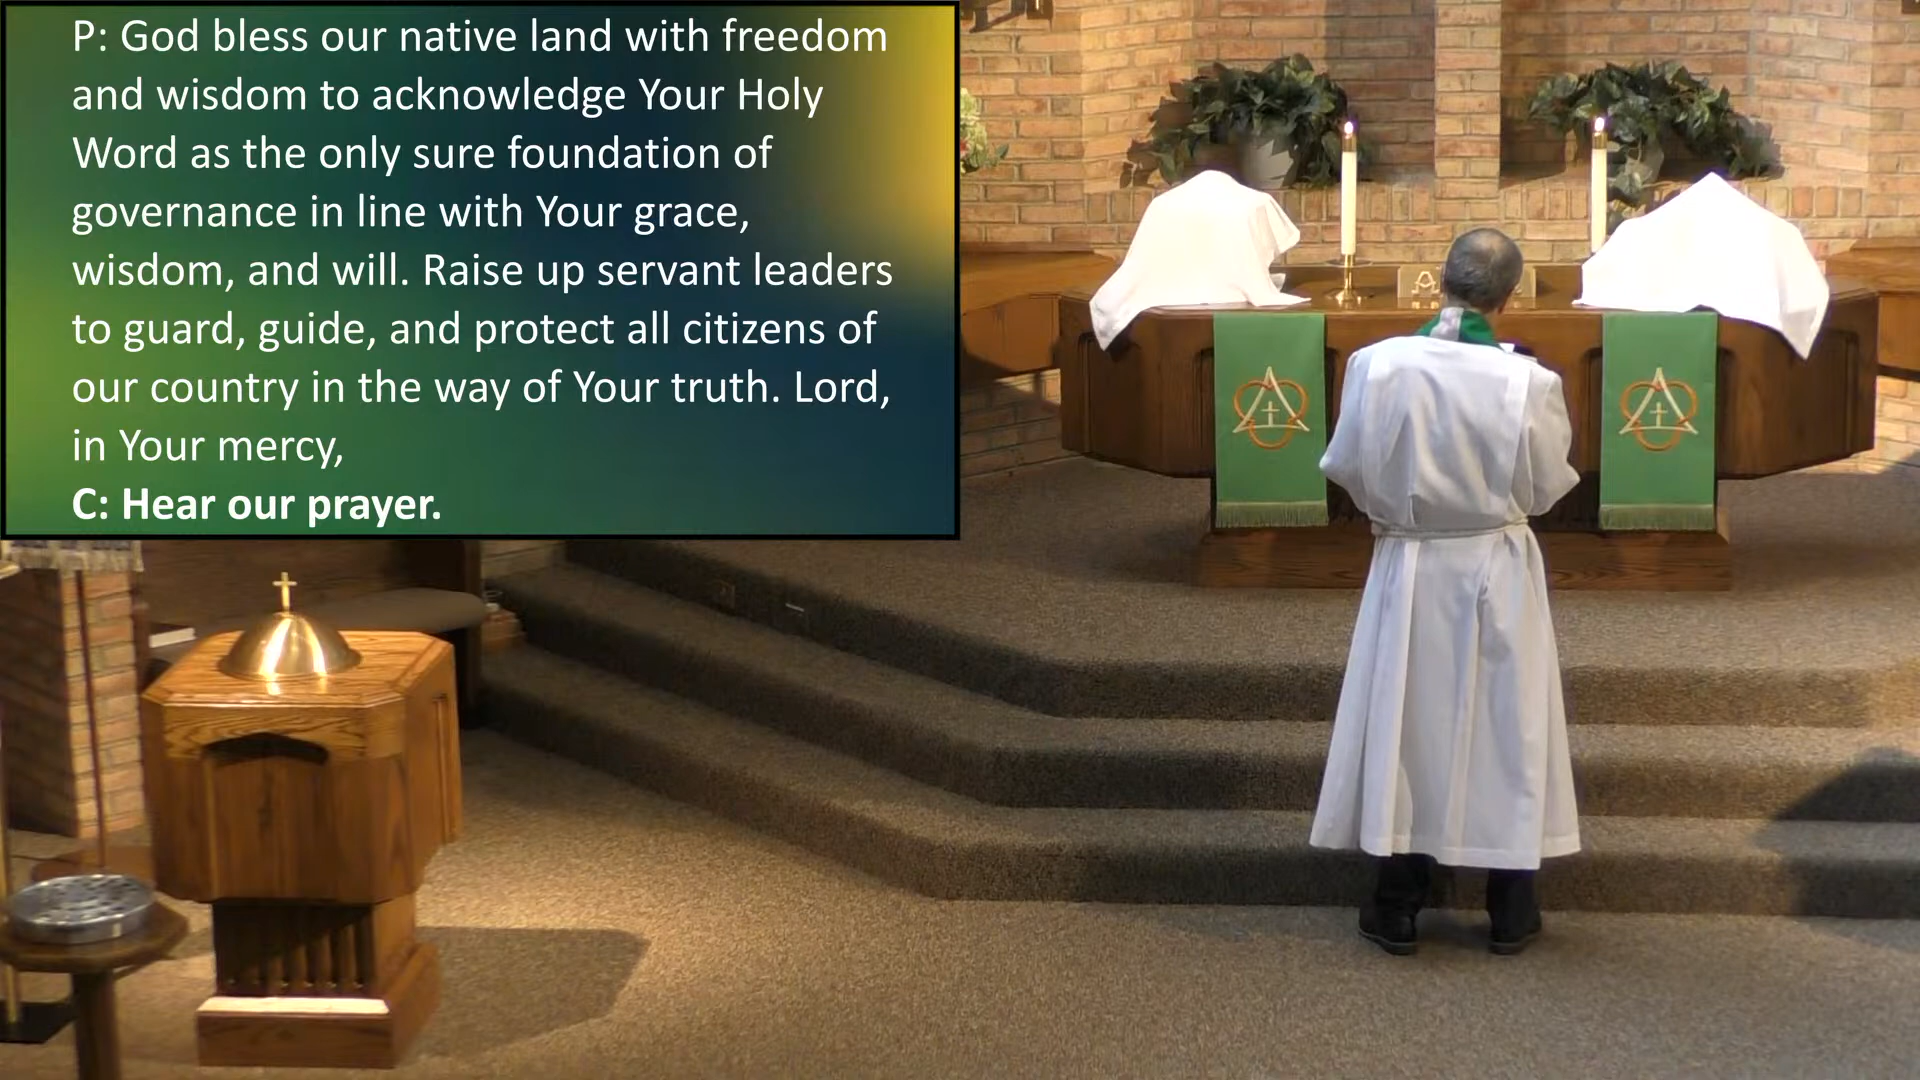 P: God bless our native land with freedom
and wisdom to acknowledge Your Holy
Word as the only sure foundation of
governance in line with Your grace,
wisdom, and will. Raise up servant leaders
to guard, guide, and protect all citizens of
our country in the way of Your truth. Lord,
in Your mercy,
C: Hear our prayer.